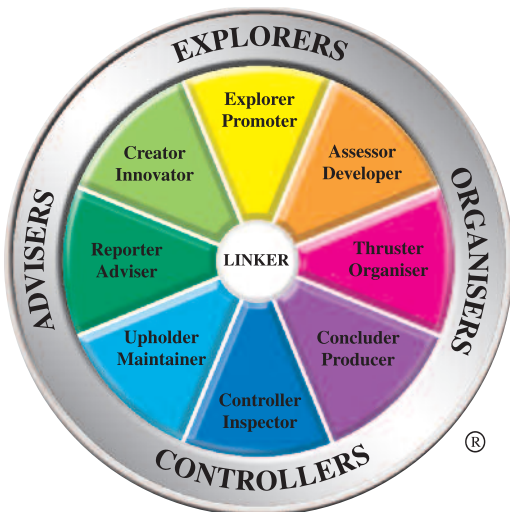 EXPLORERS
Explorer
Promoter
Creator
Innovator
Assessor
Developer
ADVISERS
ORGANISERS
Reporter
Adviser
LINKER
Thruster
Organiser
Upholder
Maintainer
Concluder
Producer
Controller
Inspector
CONTROLLERS
®